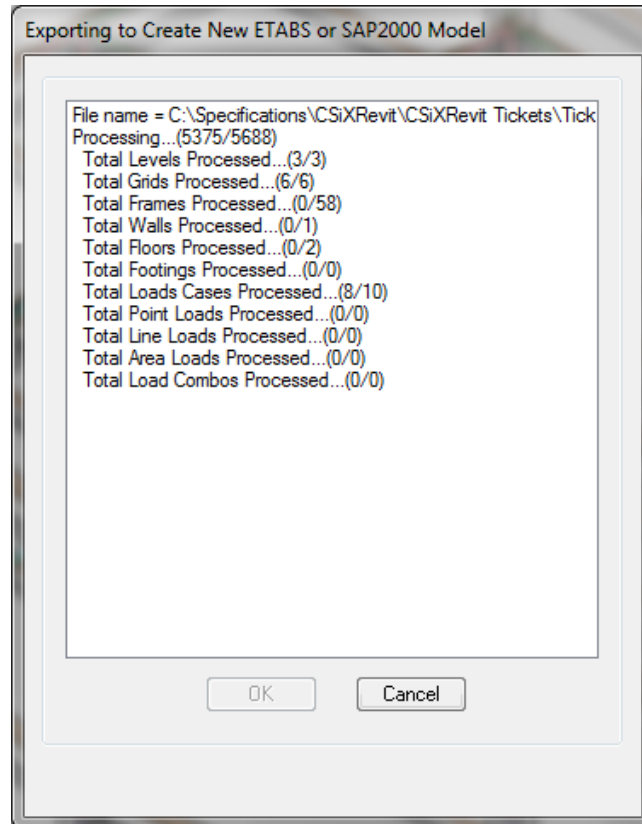 Exporting to Create New ETABS or SAP2000 Model
File name = C:\Specifications\CSiXRevit\CSiXRevit Tickets\Tick
Processing...(5375/5688)
Total Levels Processed...(3/3)
Total Grids Processed...(6/6)
Total Frames Processed...(0/58)
Total Walls Processed...(0/1)
Total Floors Processed...(0/2)
Total Footings Processed...(0/0)
Total Loads Cases Processed...(8/10)
Total Point Loads Processed...(0/0)
Total Line Loads Processed...(0/0)
Total Area Loads Processed...(0/0)
Total Load Combos Processed...(0/0)
OK Cancel